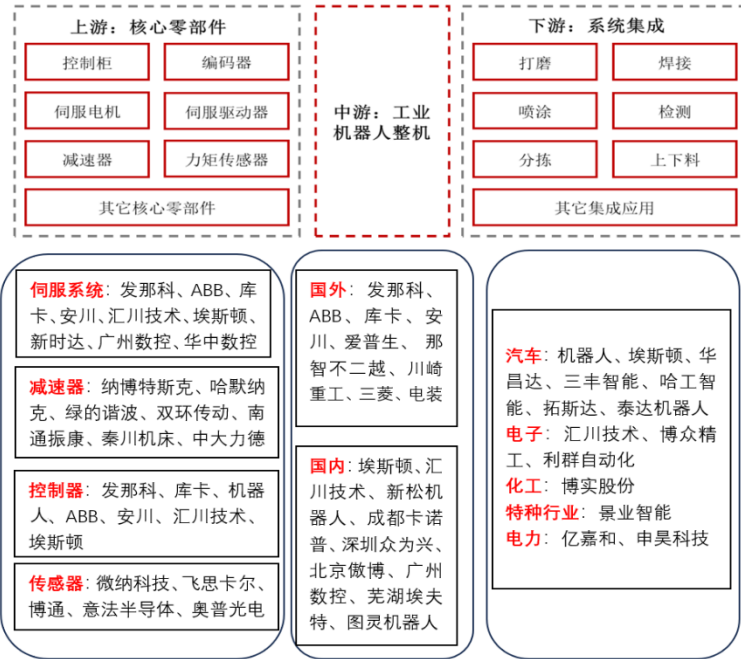 上游：核心零部件
控制柜
编码器
伺服电机
伺服驱动器
减速器
力矩传感器
其它核心零部件
中游：工业
机器人整机
下游：系统集成
打磨
焊接
喷涂
检测
分拣
上下料
其它集成应用
伺服系统：发那科、ABB、库
卡、安川、汇川技术、埃斯顿、
新时达、广州数控、华中数控
减速器：纳博特斯克、哈默纳
克、绿的谐波、双环传动、南
通振康、秦川机床、中大力德
控制器：发那科、库卡、机器
人、ABB、安川、汇川技术、
埃斯顿
传感器：微纳科技、飞思卡尔、
博通、意法半导体、奥普光电
国外：发那科、
ABB、库卡、安
川、爱普生、那
智不二越、川崎
重工、三菱、电装
国内：埃斯顿、汇
川技术、新松机
器人、成都卡诺
普、深圳众为兴、
北京傲博、广州
数控、芜湖埃夫
特、图灵机器人
汽车：机器人、埃斯顿、华
昌达、三丰智能、哈工智
能、拓斯达、泰达机器人
电子：汇川技术、博众精
工、利群自动化
化工：博实股份
特种行业：景业智能
电力：亿嘉和、申昊科技